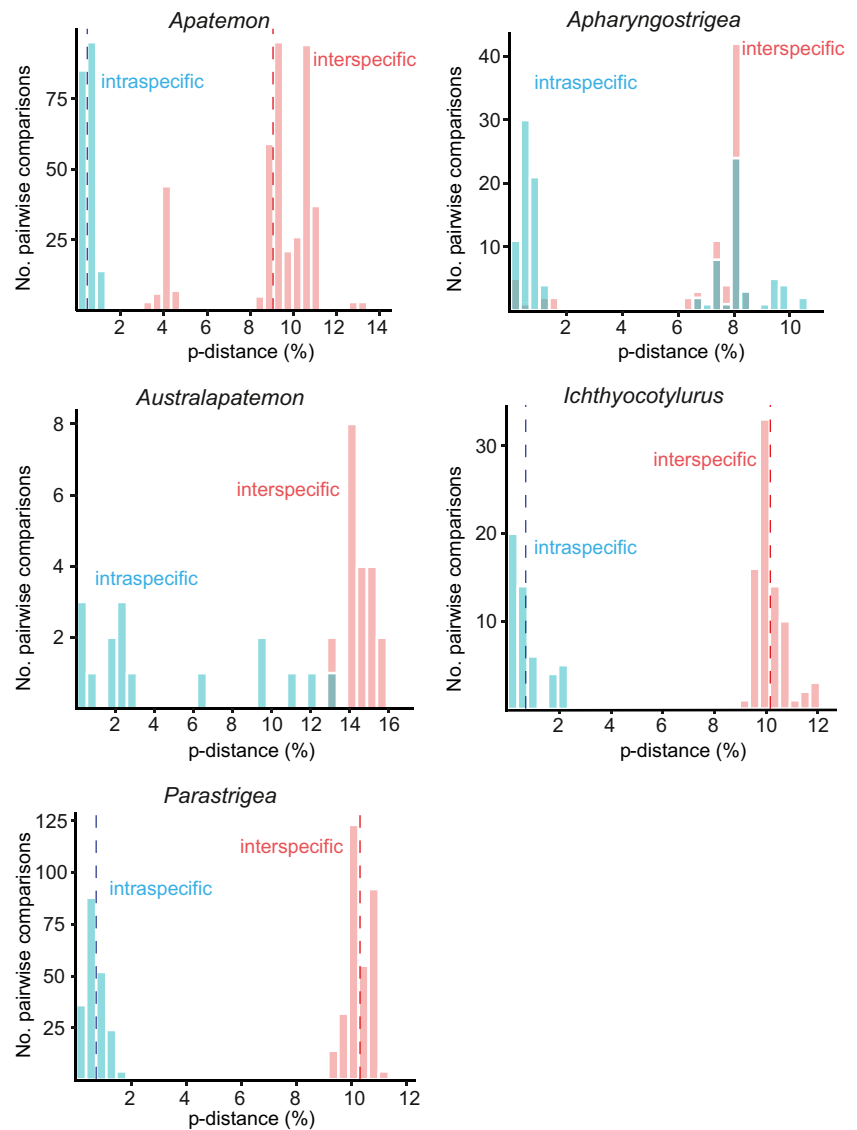 Apatemon
No. pairwise comparisons
75
50
25
intraspecific
interspecific
2 4 6 8 10 12 14
p-distance (%)
Apharyngostrigea
No. pairwise comparisons
40
30
20
10
intraspecific
interspecific
2 4 6 8 10
p-distance (%)
Australapatemon
No. pairwise comparisons
8
6
4
2
intraspecific
interspecific
2 4 6 8 10 12 14 16
p-distance (%)
Ichthyocotylurus
No. pairwise comparisons
30
20
10
intraspecific
interspecific
2 4 6 8 10 12
p-distance (%)
Parastrigea
No. pairwise comparisons
125
100
75
50
25
intraspecific
interspecific
2 4 6 8 10 12
p-distance (%)